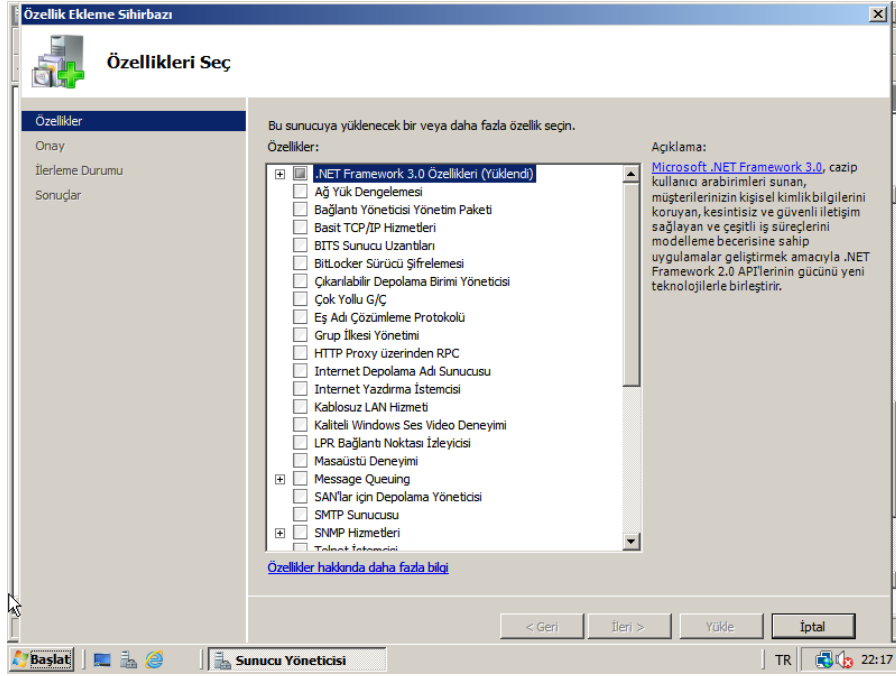 Özellik Ekleme Sihirbazı
Özellikleri Seç
Özellikler
Onay
İlerleme Durumu
Sonuçlar
Bu sunucuya yüklenecek bir veya daha fazla özellik seçin.
Özellikler:
.NET Framework 3.0 Özellikleri (Yüklendi)
Ağ Yük Dengelemesi
Bağlantı Yöneticisi Yönetim Paketi
Basit TCP/IP Hizmetleri
BITS Sunucu Uzantıları
BitLocker Sürücü Şifrelemesi
Çıkarılabilir Depolama Birimi Yöneticisi
Çok Yollu G/Ç
Eş Adı Çözümleme Protokolü
Grup İlkesi Yönetimi
HTTP Proxy üzerinden RPC
Internet Depolama Adı Sunucusu
Internet Yazdırma İstemcisi
Kablosuz LAN Hizmeti
Kaliteli Windows Ses Video Deneyimi
LPR Bağlantı Noktası İzleyicisi
Masaüstü Deneyimi
Message Queuing
SAN'lar için Depolama Yöneticisi
SMTP Sunucusu
SNMP Hizmetleri
Telnet İstemcisi
Özellikler hakkında daha fazla bilgi
Açıklama:
Microsoft .NET Framework 3.0, cazip
kullanıcı arabirimleri sunan,
müşterilerinizin kişisel kimlik bilgilerini
koruyan, kesintisiz ve güvenli iletişim
sağlayan ve çeşitli iş süreçlerini
modelleme becerisine sahip
uygulamalar geliştirmek amacıyla .NET
Framework 2.0 API'lerinin gücünü yeni
teknolojilerle birleştirir.
< Geri
İleri >
Yükle
İptal
Başlat
Sunucu Yöneticisi
TR
22:17